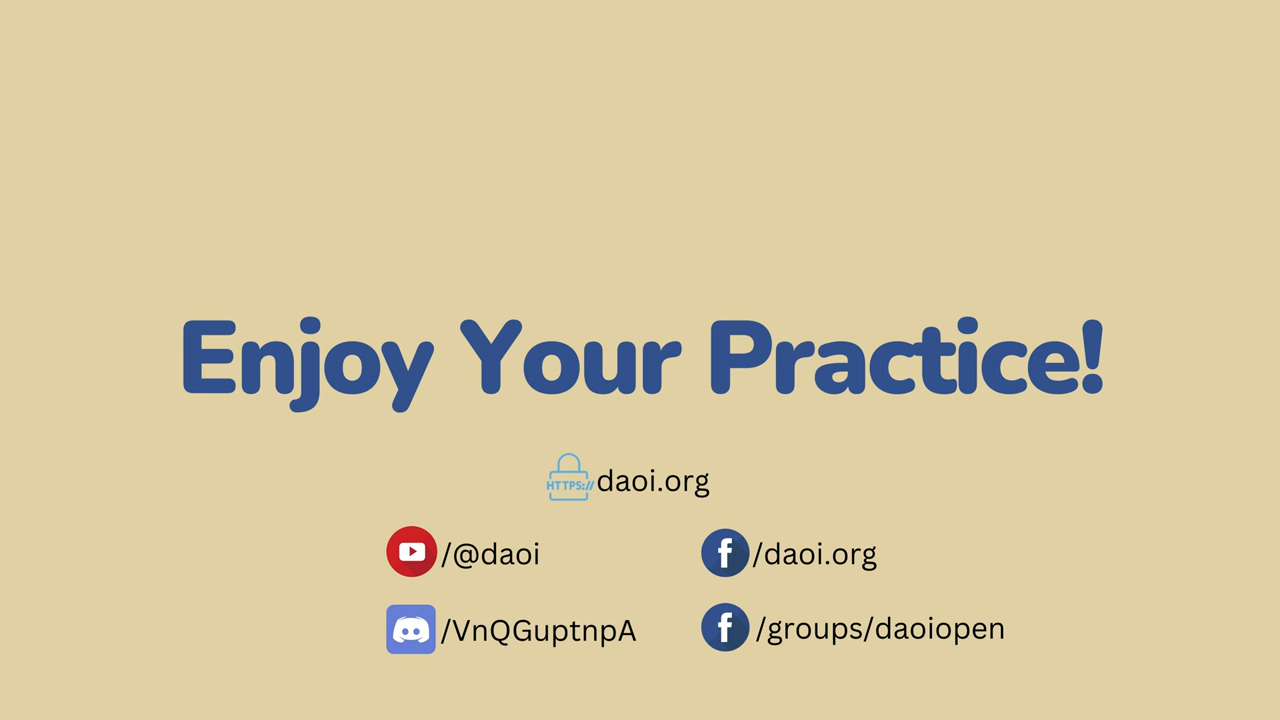 Enjoy Your Practice!
HTTPS:// daoi.org
/@daoi
/daoi.org
/VnQGuptnpA
/groups/daoiopen